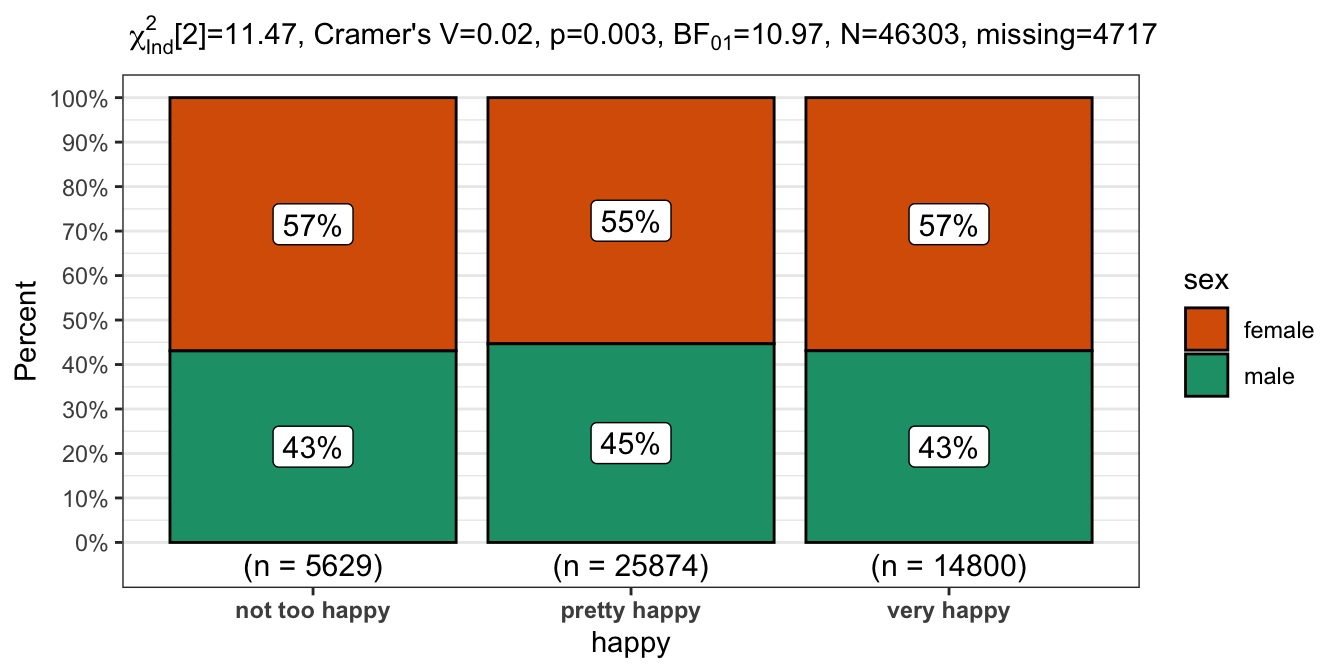 χ²Ind[2]=11.47, Cramer's V=0.02, p=0.003, BF₀₁=10.97, N=46303, missing=4717
Percent
100%
90%
80%
70%
60%
50%
40%
30%
20%
10%
0%
57%
55%
57%
43%
45%
43%
(n = 5629)
(n = 25874)
(n = 14800)
not too happy
pretty happy
very happy
happy
sex
female
male